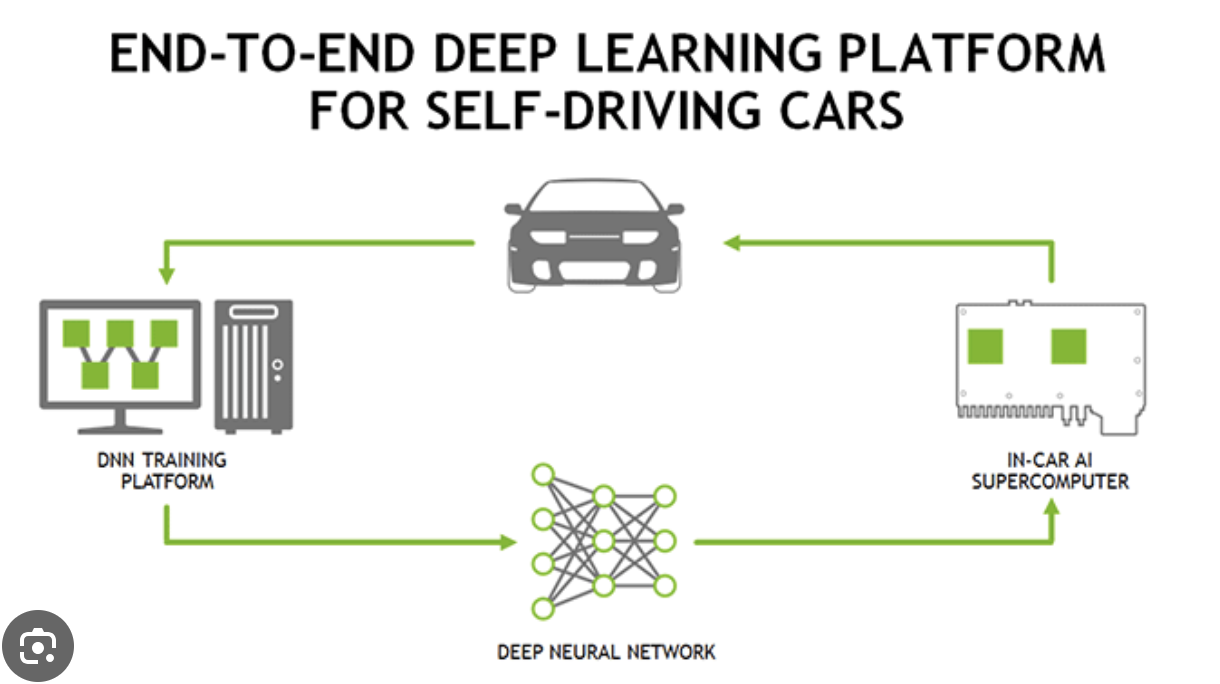 END-TO-END DEEP LEARNING PLATFORM
FOR SELF-DRIVING CARS
DNN TRAINING
PLATFORM
IN-CAR AI
SUPERCOMPUTER
DEEP NEURAL NETWORK